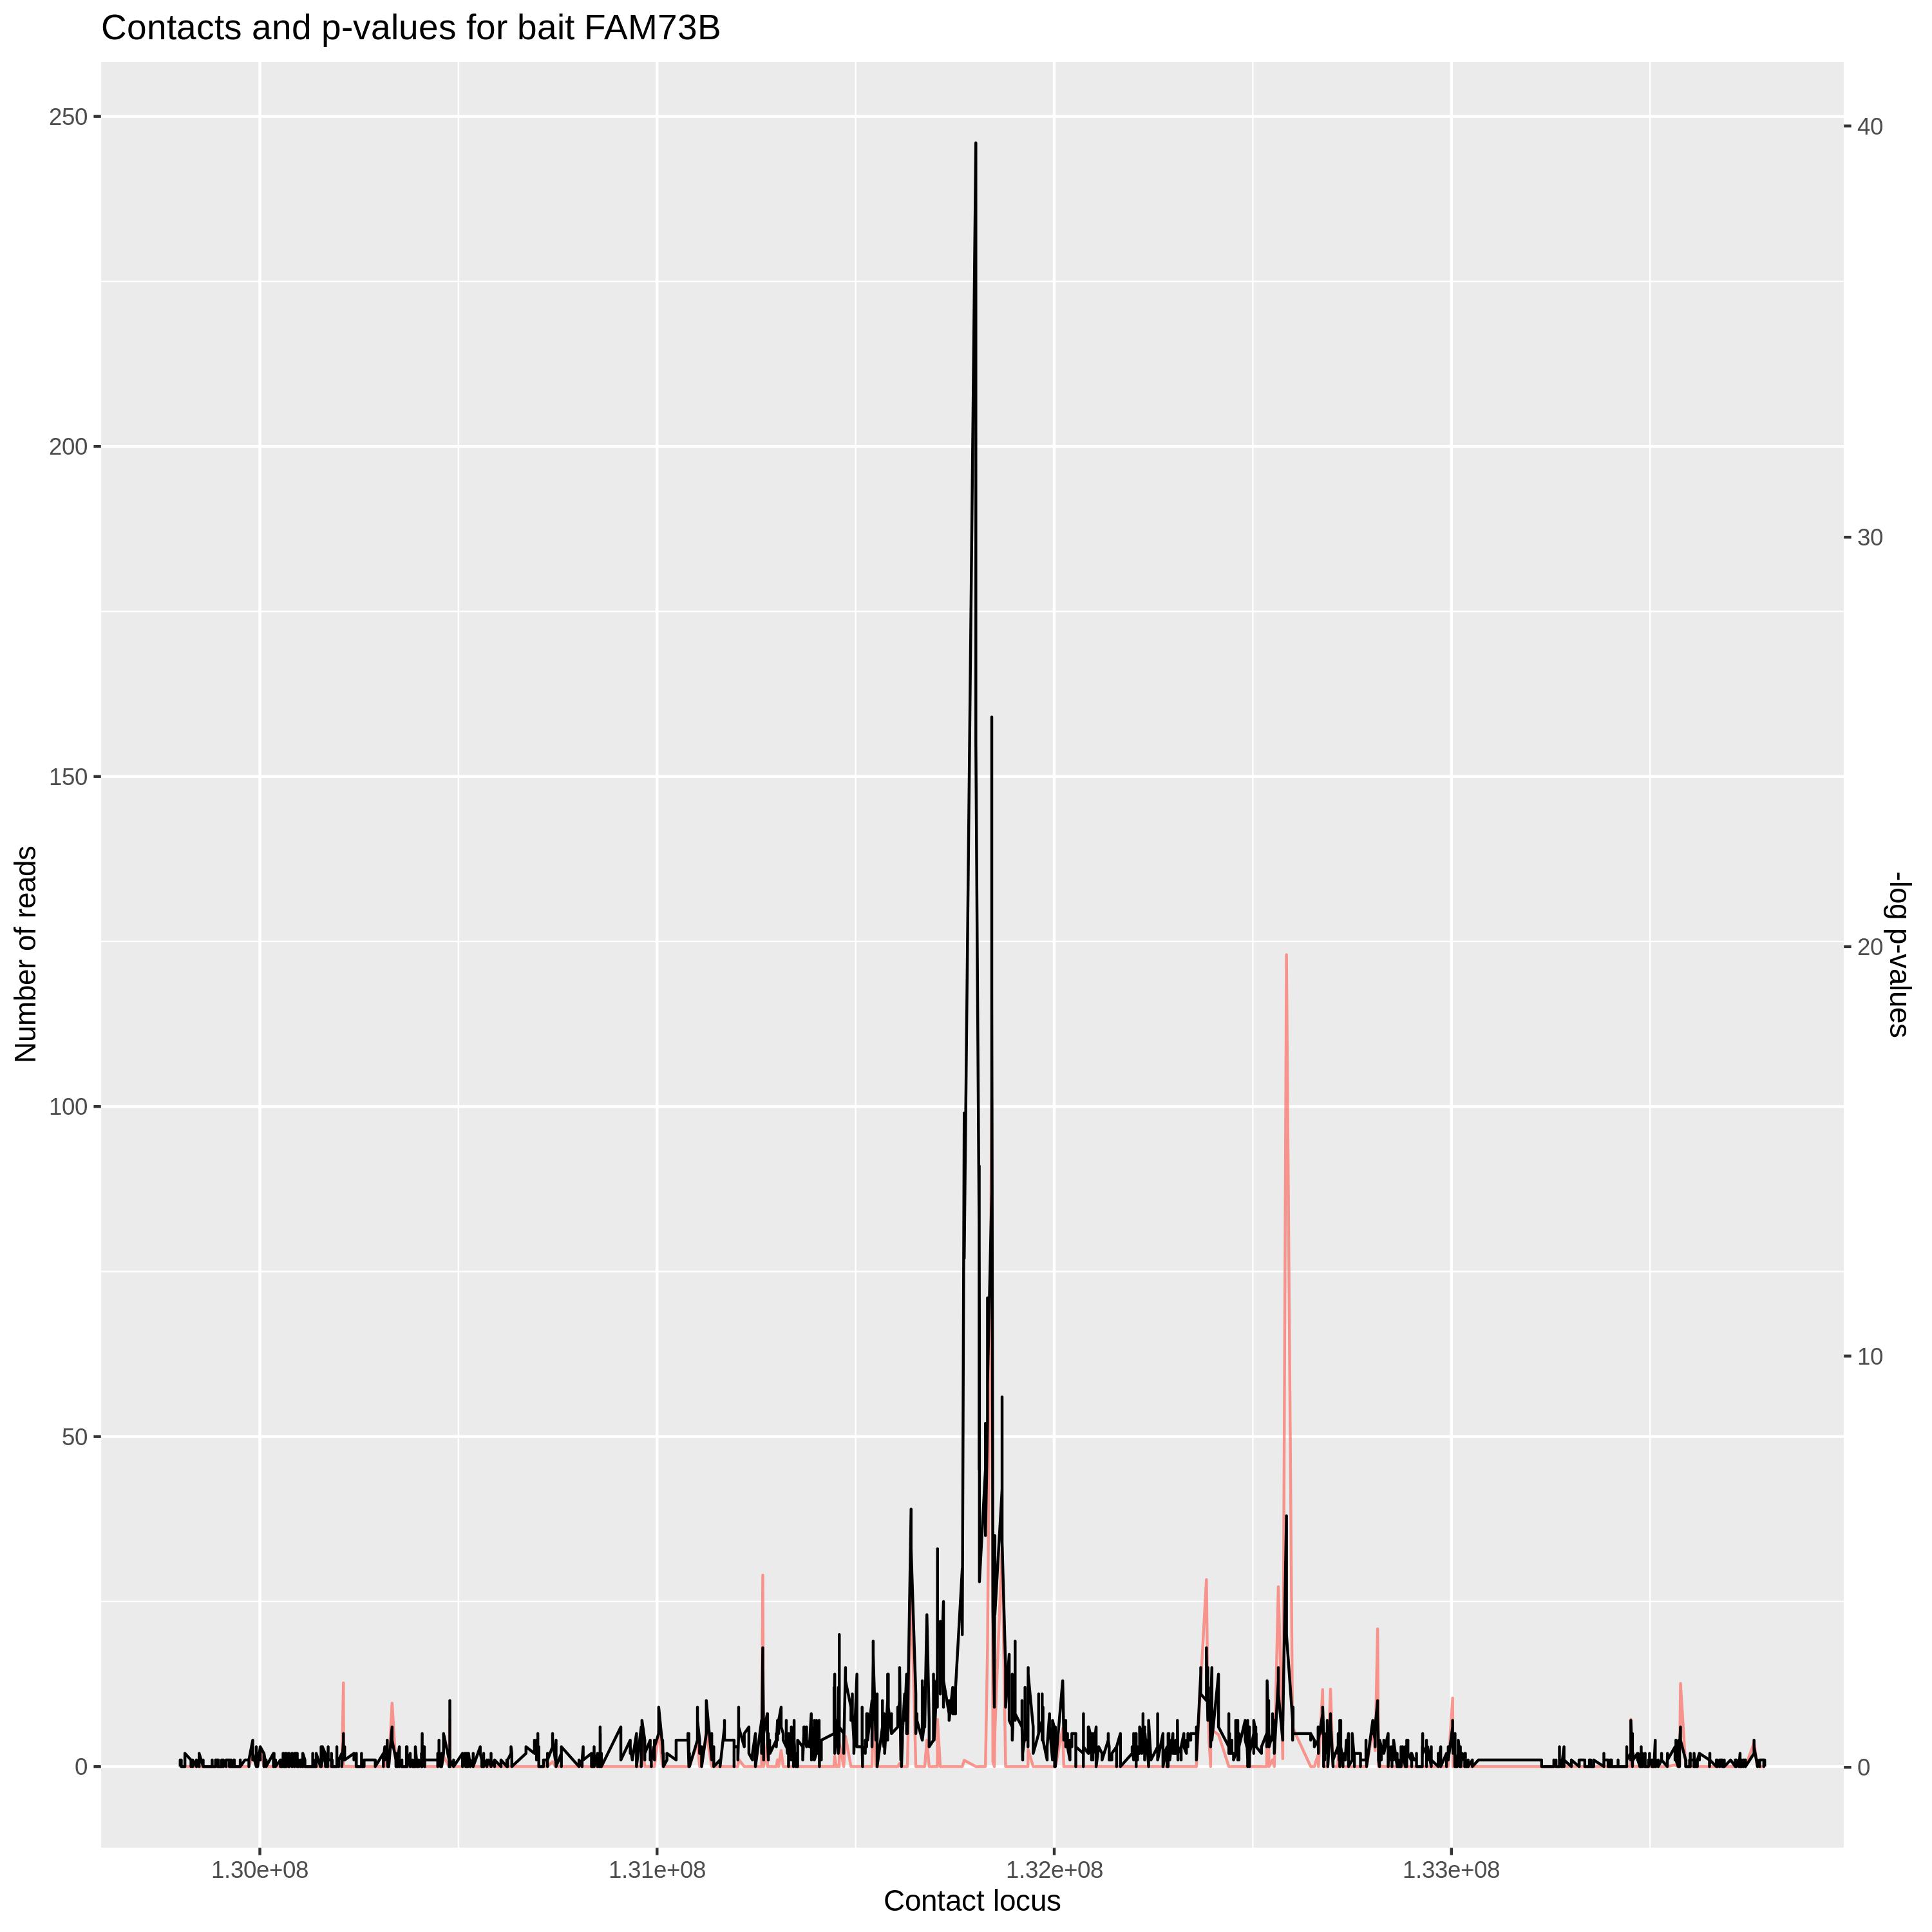 Contacts and p-values for bait FAM73B
250
200
150
100
50
0
Number of reads
40
30
20
10
0
-log p-values
1.30e+08
1.31e+08
1.32e+08
1.33e+08
Contact locus